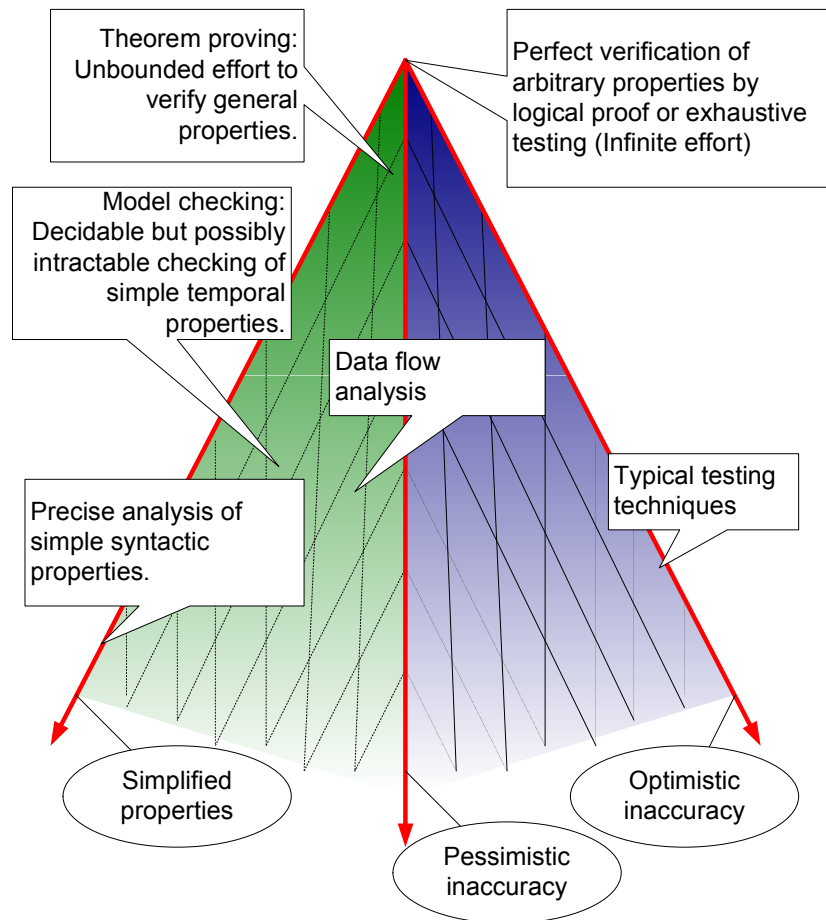 Theorem proving:
Unbounded effort to
verify general
properties.
Perfect verification of
arbitrary properties by
logical proof or exhaustive
testing (Infinite effort)
Model checking:
Decidable but possibly
intractable checking of
simple temporal
properties.
Data flow
analysis
Typical testing
techniques
Precise analysis of
simple syntactic
properties.
Simplified
properties
Optimistic
inaccuracy
Pessimistic
inaccuracy